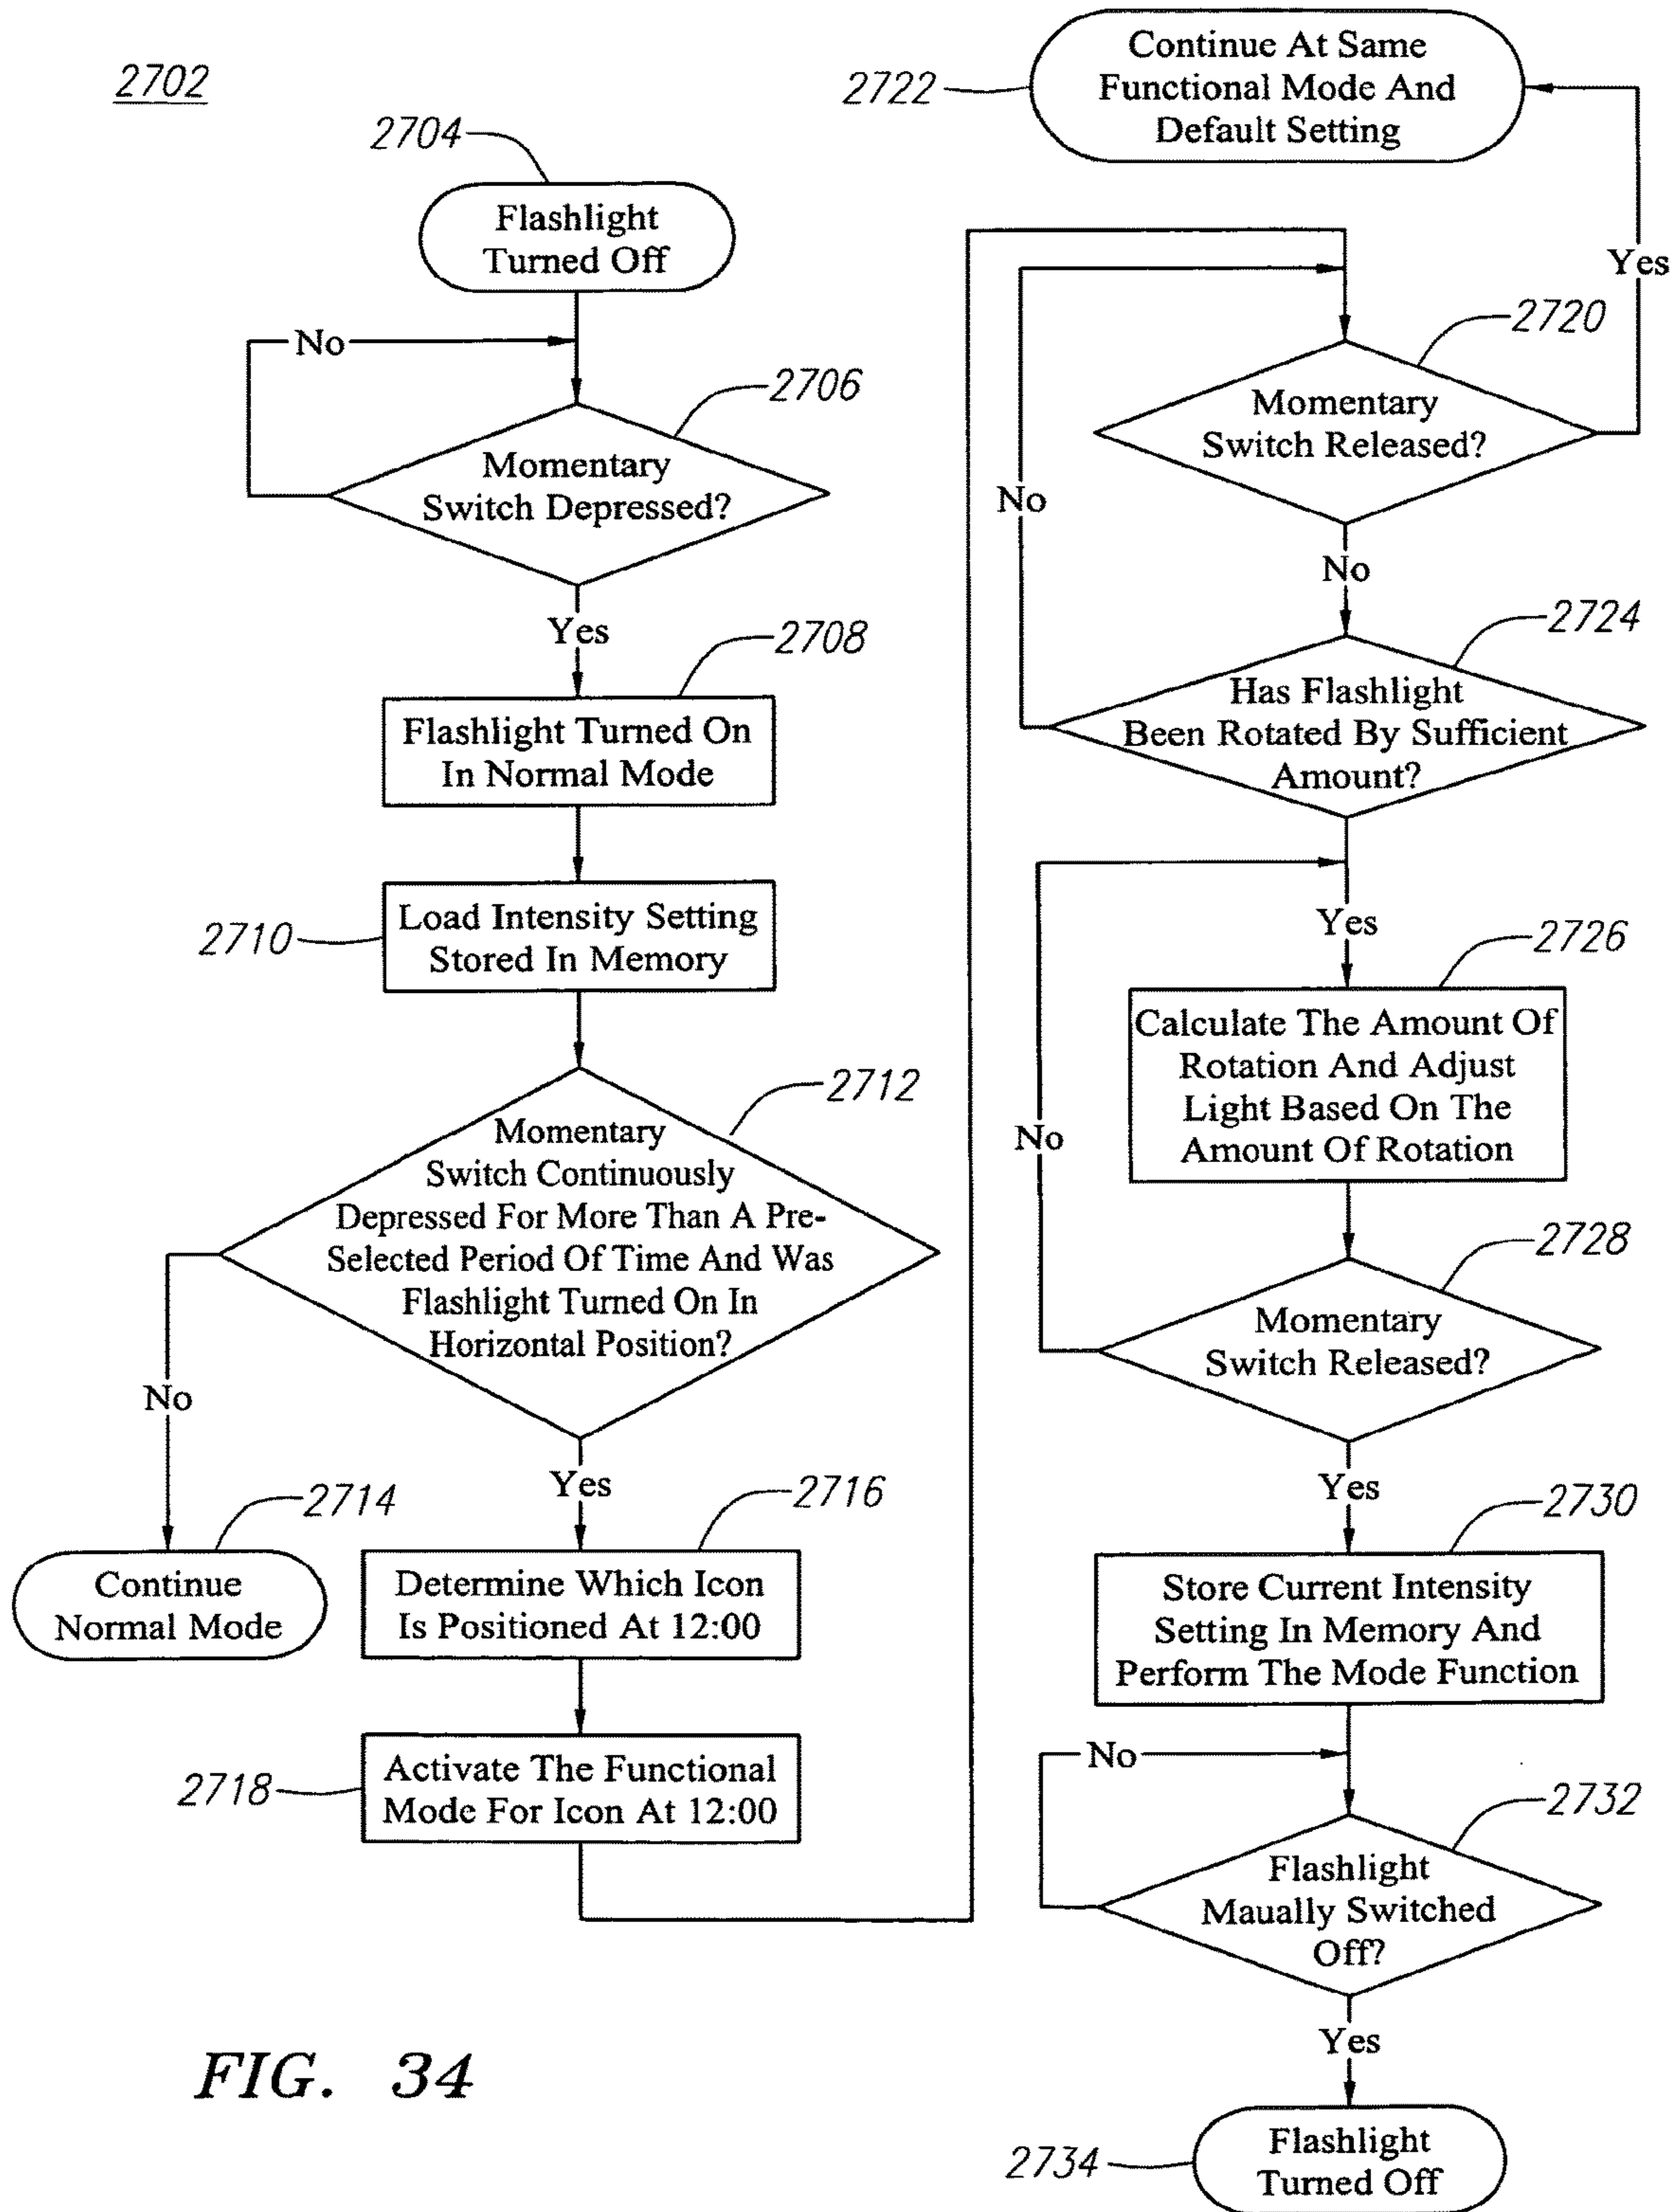 2702
2704
Flashlight
Turned Off
No
2706
Momentary
Switch Depressed?
Yes
2708
Flashlight Turned On
In Normal Mode
2710
Load Intensity Setting
Stored In Memory
2712
Momentary
Switch Continuously
Depressed For More Than A Pre-
Selected Period Of Time And Was
Flashlight Turned On In
Horizontal Position?
No
2714
Continue
Normal Mode
Yes
2716
Determine Which Icon
Is Positioned At 12:00
2718
Activate The Functional
Mode For Icon At 12:00
2722
Continue At Same
Functional Mode And
Default Setting
Yes
2720
Momentary
Switch Released?
No
No
2724
Has Flashlight
Been Rotated By Sufficient
Amount?
Yes
2726
Calculate The Amount Of
Rotation And Adjust
Light Based On The
Amount Of Rotation
No
2728
Momentary
Switch Released?
Yes
2730
Store Current Intensity
Setting In Memory And
Perform The Mode Function
No
2732
Flashlight
Maually Switched
Off?
Yes
2734
Flashlight
Turned Off
FIG. 34